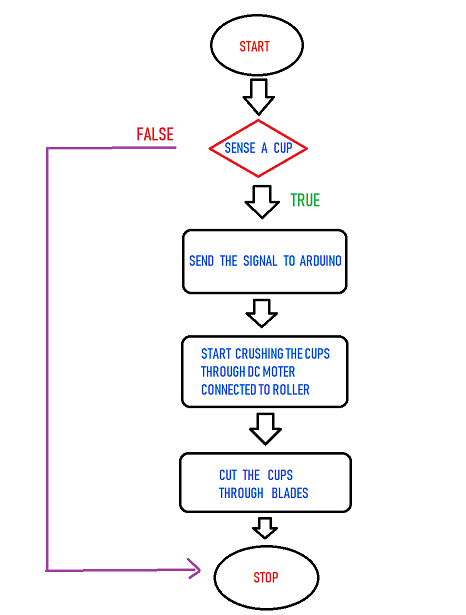 START
FALSE
SENSE A CUP
TRUE
SEND THE SIGNAL TO ARDUINO
START CRUSHING THE CUPS
THROUGH DC MOTER
CONNECTED TO ROLLER
CUT THE CUPS
THROUGH BLADES
STOP